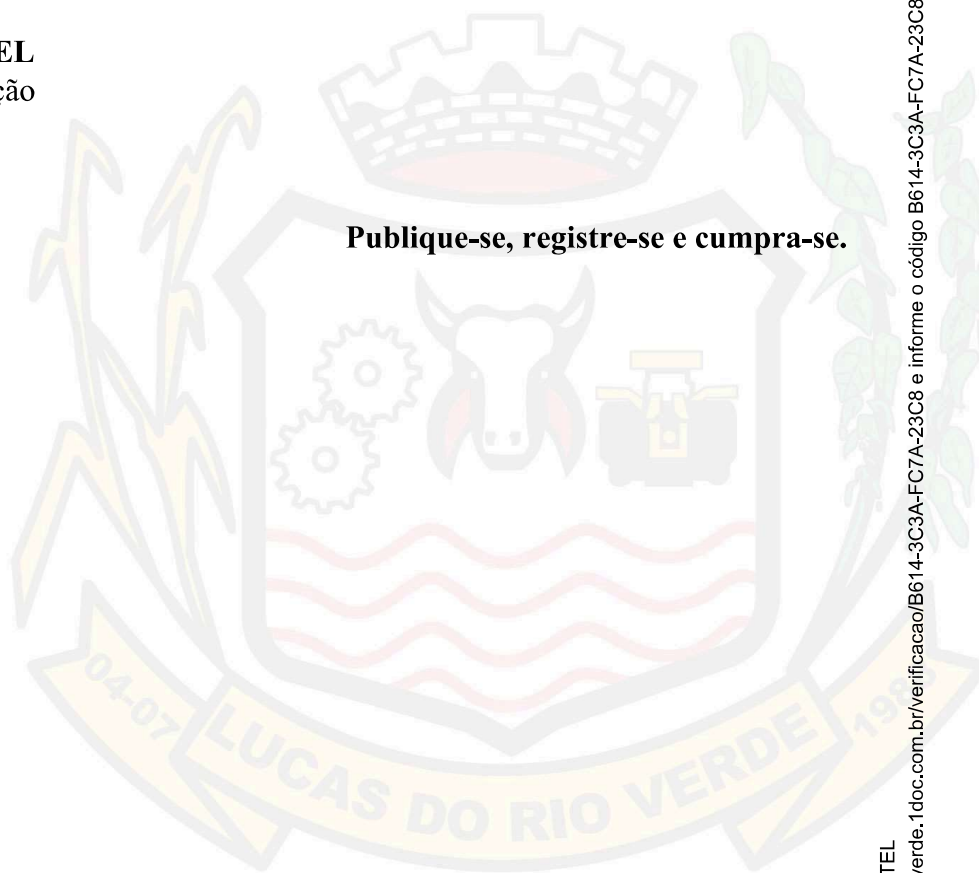 EL
ção
Publique-se, registre-se e cumpra-se.
04-07
LUCAS DO RIO VERDE
TEL
verde.1doc.com.br/verificacao/B614-3C3A-FC7A-23C8 e informe o código B614-3C3A-FC7A-23C8